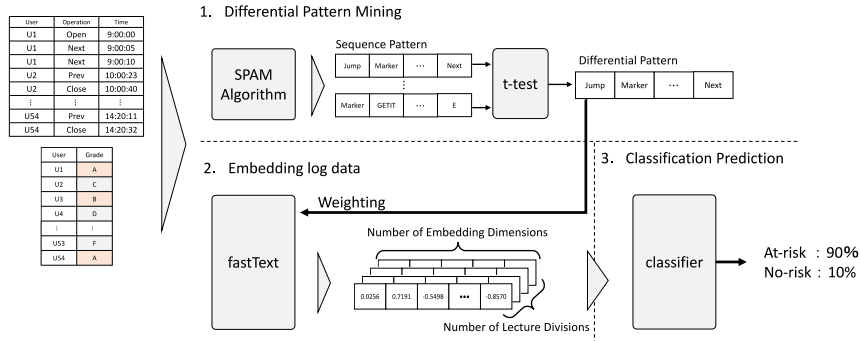 User Operation Time
U1 Open 9:00:00
U1 Next 9:00:05
U1 Next 9:00:10
U2 Prev 10:00:23
U2 Close 10:00:40
⋮ ⋮ ⋮
U54 Prev 14:20:11
U54 Close 14:20:32
User Grade
U1 A
U2 C
U3 B
U4 D
⋮ ⋮
U53 F
U54 A
1. Differential Pattern Mining
SPAM
Algorithm
Sequence Pattern
Jump Marker ⋯ Next
⋮
Marker GETIT ⋯ E
t-test
Differential Pattern
Jump Marker ⋯ Next
2. Embedding log data
Weighting
fastText
Number of Embedding Dimensions
0.0256 0.7191 -0.5498 ••• -0.8570
Number of Lecture Divisions
3. Classification Prediction
classifier
At-risk : 90%
No-risk : 10%